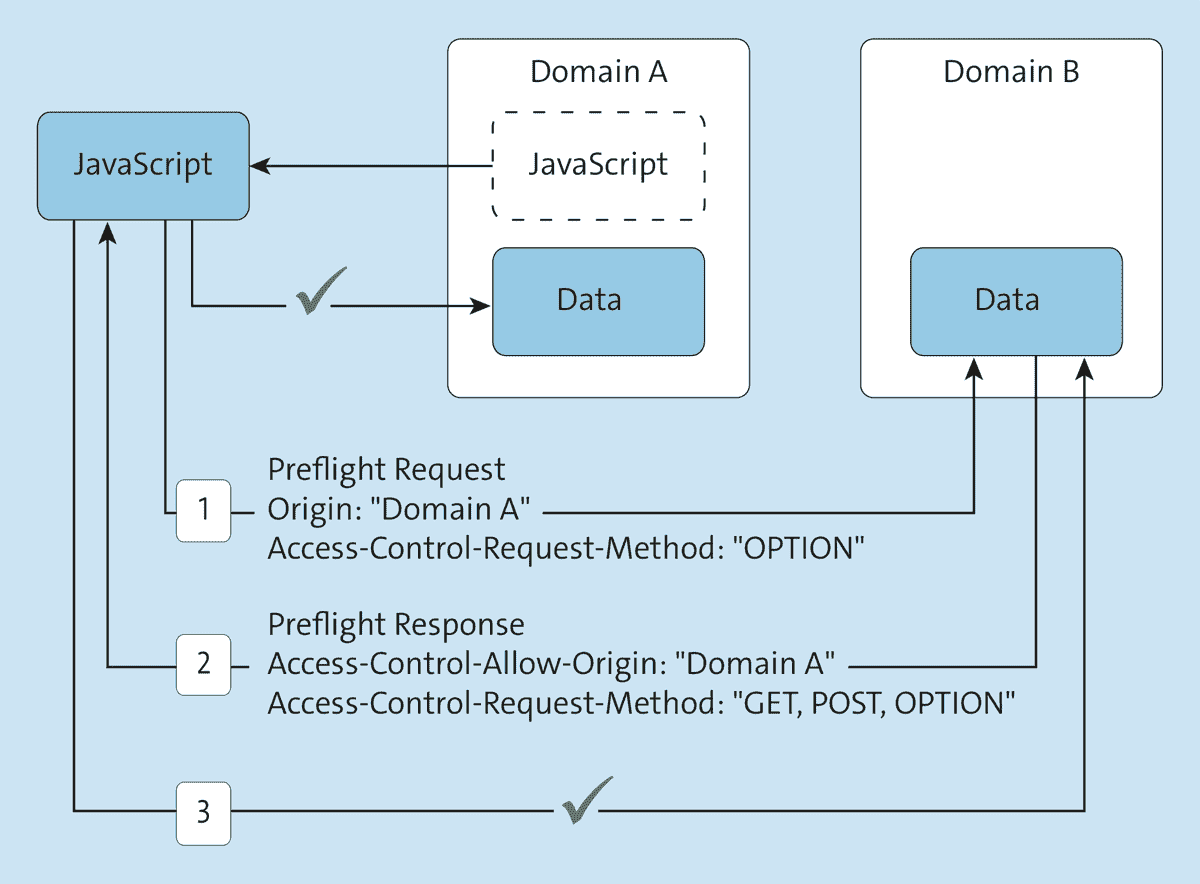 Domain A
Domain B
JavaScript
JavaScript
Data
Data
Preflight Request
1
Origin: "Domain A"
Access-Control-Request-Method: "OPTION"
Preflight Response
2
Access-Control-Allow-Origin: "Domain A"
Access-Control-Request-Method: "GET, POST, OPTION"
3